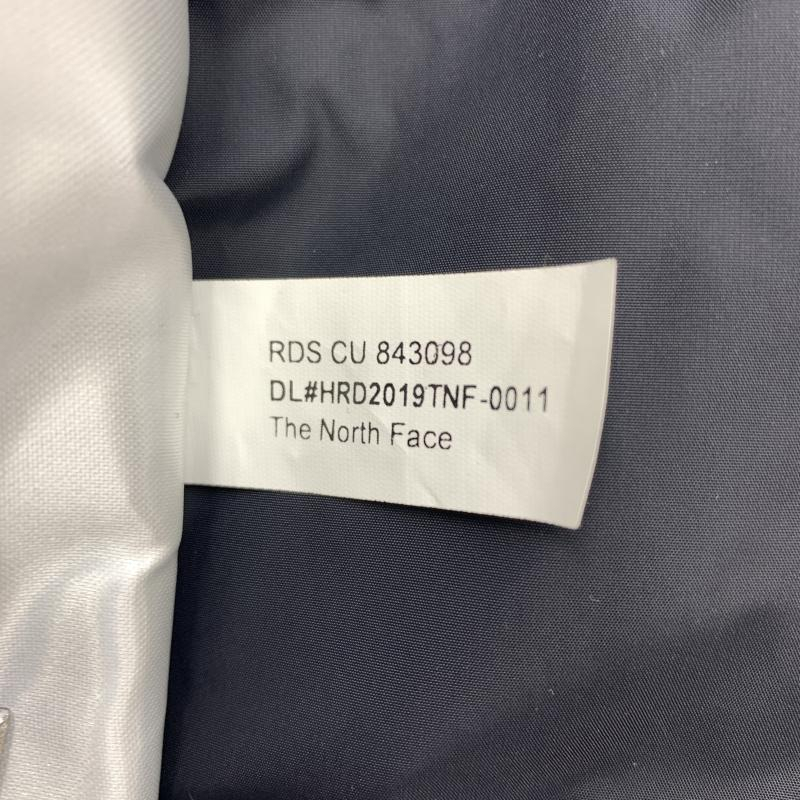 RDS CU 843098
DL#HRD2019TNF-0011
The North Face